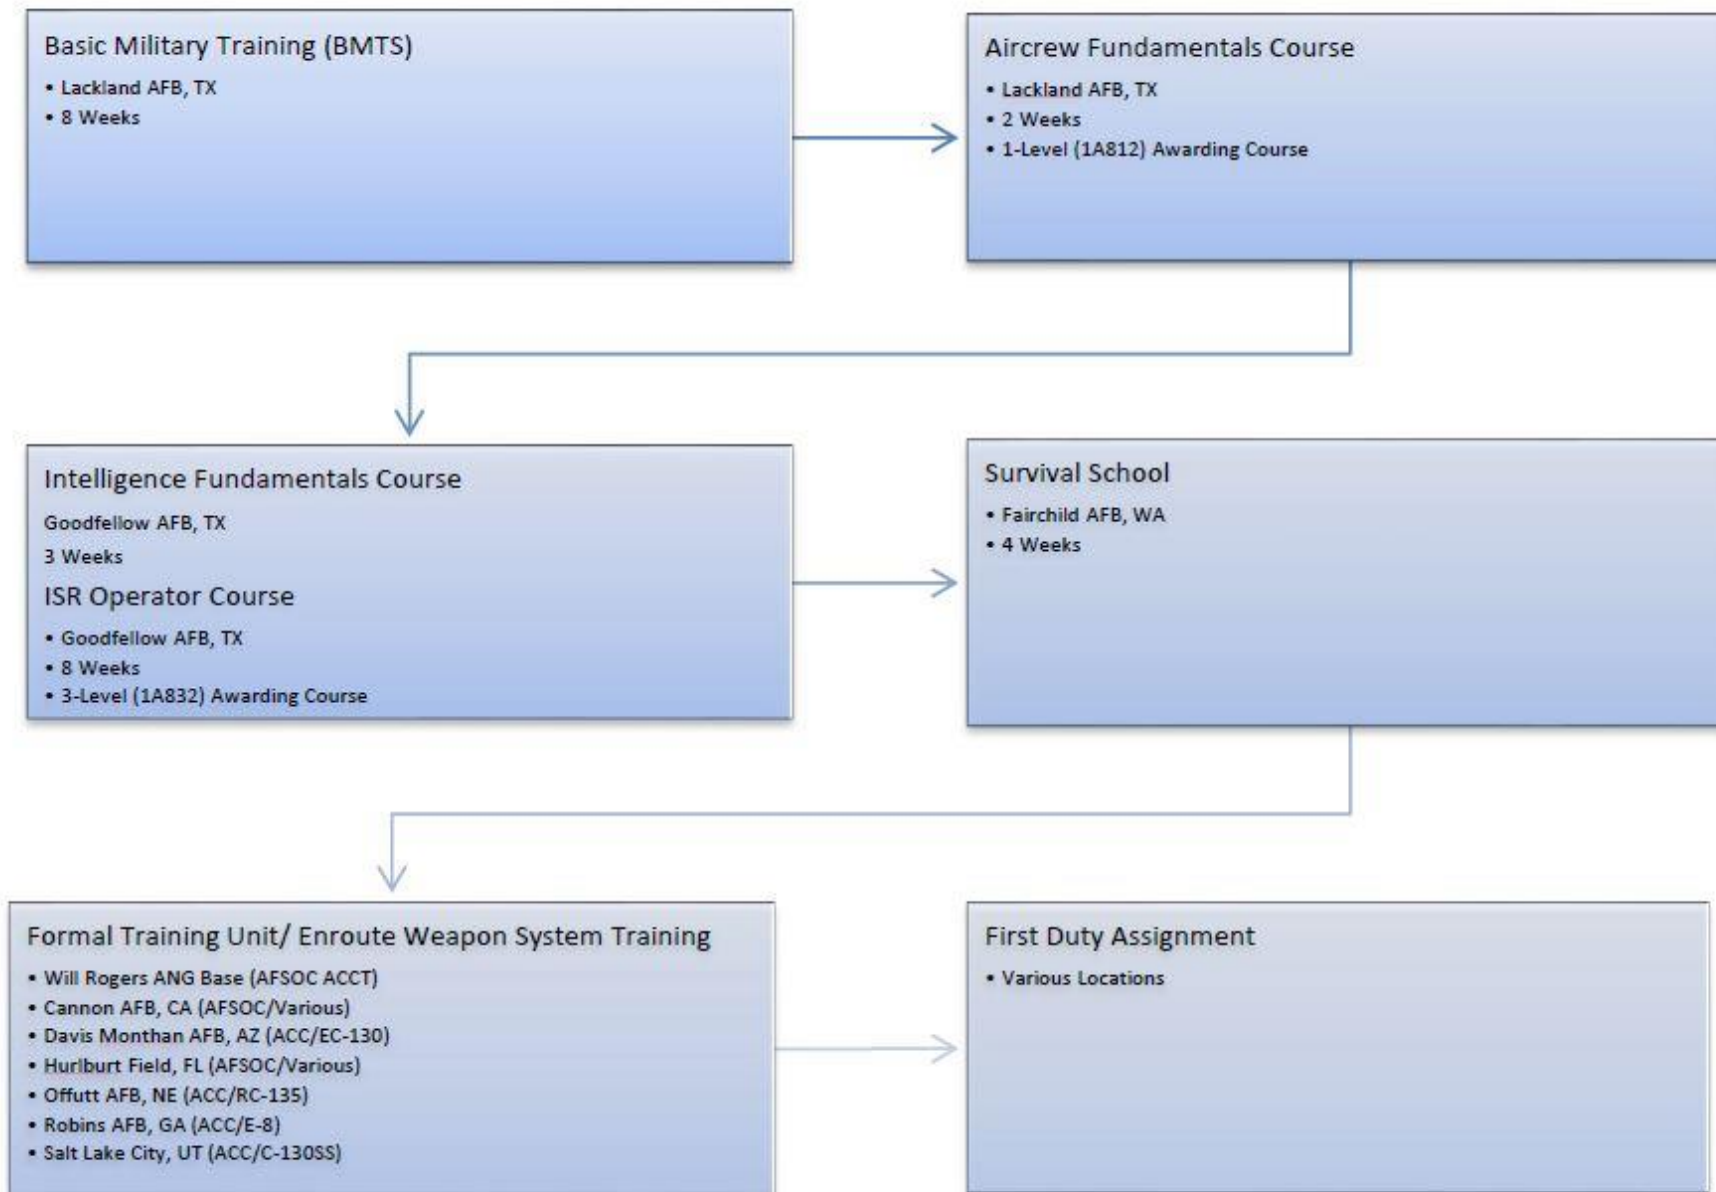 Basic Military Training (BMTS)
• Lackland AFB, TX
• 8 Weeks
Aircrew Fundamentals Course
• Lackland AFB, TX
• 2 Weeks
• 1-Level (1A812) Awarding Course
Intelligence Fundamentals Course
Goodfellow AFB, TX
3 Weeks
ISR Operator Course
• Goodfellow AFB, TX
• 8 Weeks
• 3-Level (1A832) Awarding Course
Survival School
• Fairchild AFB, WA
• 4 Weeks
Formal Training Unit/ Enroute Weapon System Training
• Will Rogers ANG Base (AFSOC ACCT)
• Cannon AFB, CA (AFSOC/Various)
• Davis Monthan AFB, AZ (ACC/EC-130)
• Hurlburt Field, FL (AFSOC/Various)
• Offutt AFB, NE (ACC/RC-135)
• Robins AFB, GA (ACC/E-8)
• Salt Lake City, UT (ACC/C-130SS)
First Duty Assignment
• Various Locations